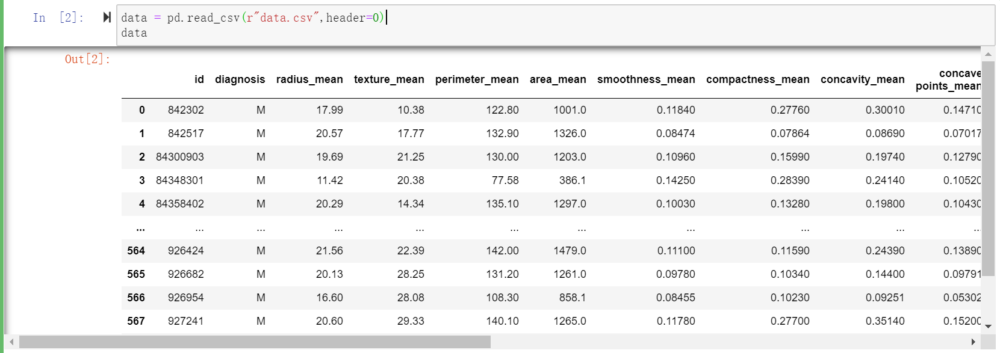 In [2]: data = pd.read_csv(r"data.csv",header=0)
data
Out[2]:
id diagnosis radius_mean texture_mean perimeter_mean area_mean smoothness_mean compactness_mean concavity_mean concave points_mean
0 842302 M 17.99 10.38 122.80 1001.0 0.11840 0.27760 0.30010 0.14710
1 842517 M 20.57 17.77 132.90 1326.0 0.08474 0.07864 0.08690 0.07017
2 84300903 M 19.69 21.25 130.00 1203.0 0.10960 0.15990 0.19740 0.12790
3 84348301 M 11.42 20.38 77.58 386.1 0.14250 0.28390 0.24140 0.10520
4 84358402 M 20.29 14.34 135.10 1297.0 0.10030 0.13280 0.19800 0.10430
... ... ... ... ... ... ... ... ... ... ...
564 926424 M 21.56 22.39 142.00 1479.0 0.11100 0.11590 0.24390 0.13890
565 926682 M 20.13 28.25 131.20 1261.0 0.09780 0.10340 0.14400 0.09791
566 926954 M 16.60 28.08 108.30 858.1 0.08455 0.10230 0.09251 0.05302
567 927241 M 20.60 29.33 140.10 1265.0 0.11780 0.27700 0.35140 0.15200